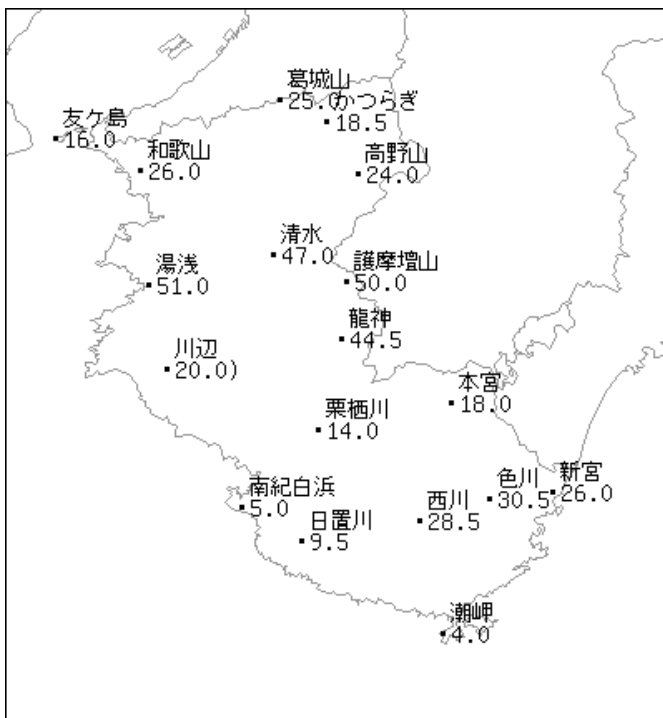 葛城山
25.0
かつらぎ
18.5
友ケ島
16.0
和歌山
26.0
高野山
24.0
清水
47.0
護摩壇山
50.0
湯浅
51.0
龍神
44.5
川辺
20.0)
本宮
18.0
栗栖川
14.0
新宮
26.0
色川
30.5
南紀白浜
5.0
西川
28.5
日置川
9.5
潮岬
4.0